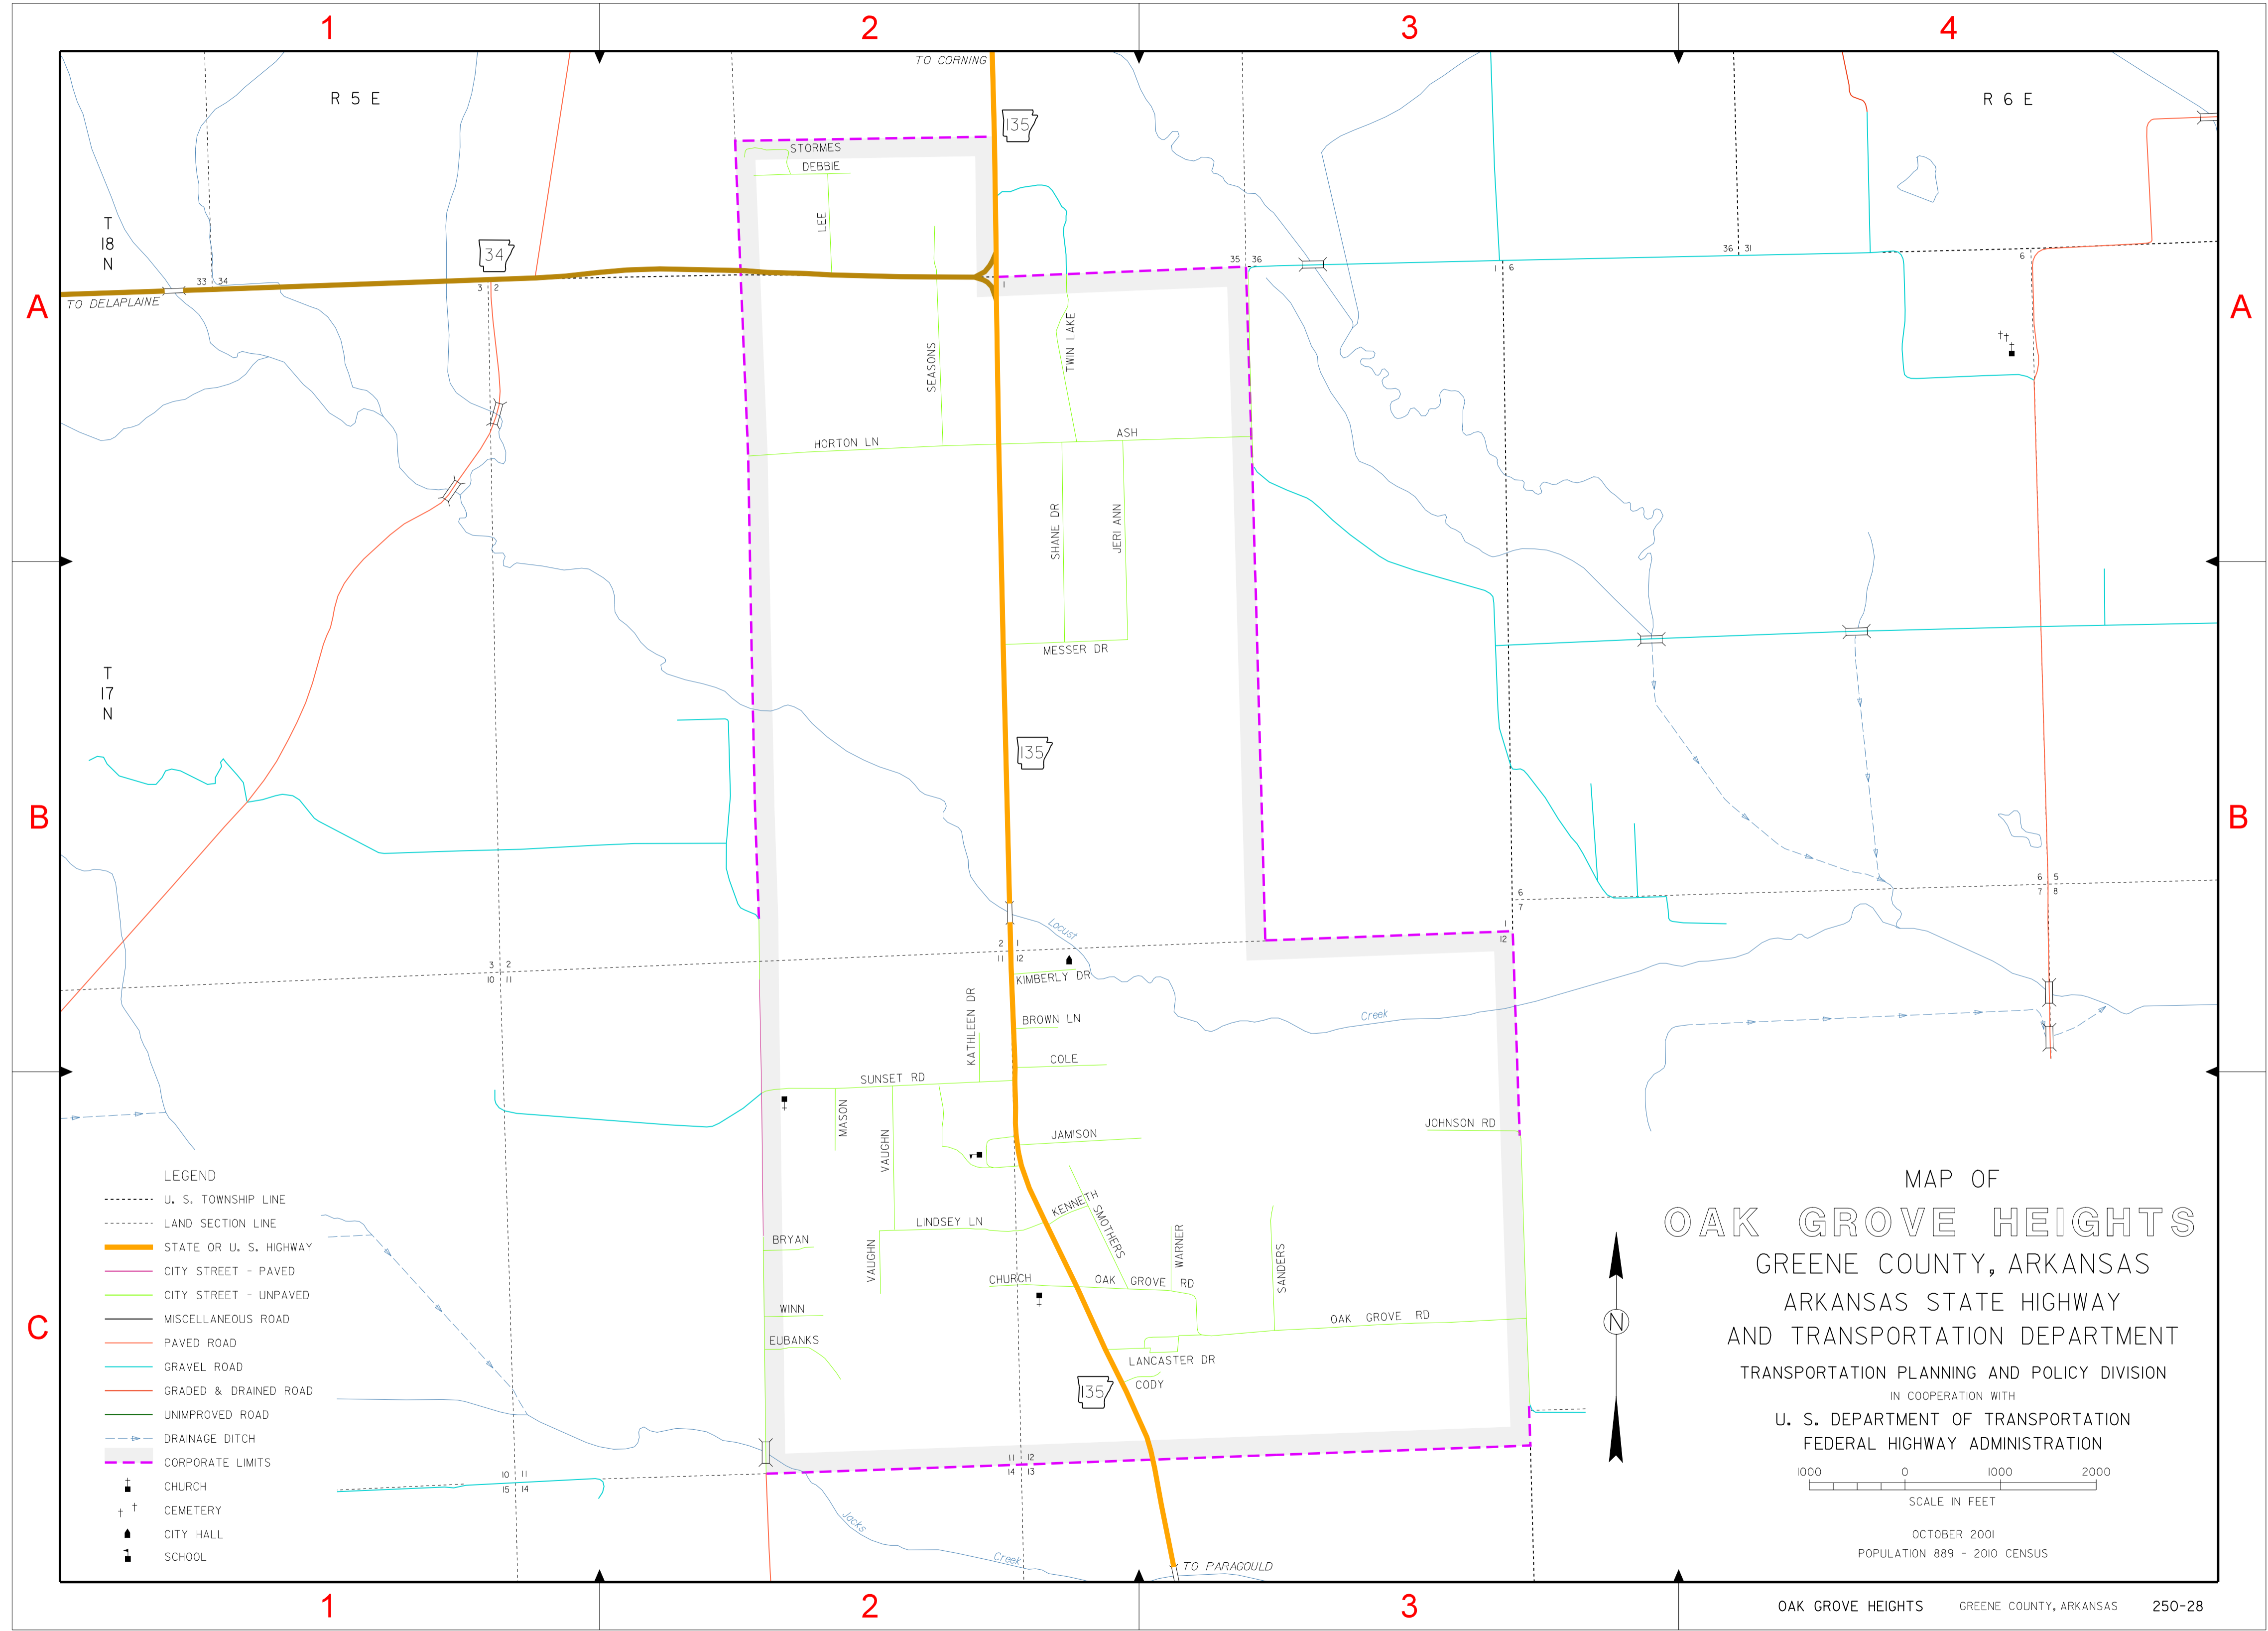 1
2
3
4
TO CORNING
R 5 E
R 6 E
135
STORMES
DEBBIE
LEE
T
18
N
34
36 31
35 36
33 34
3 2
1
1 6
6
TO DELAPLAINE
A
A
SEASONS
TWIN LAKE
HORTON LN
ASH
SHANE DR
JERI ANN
MESSER DR
T
17
N
135
B
B
6
7
6 5
7 8
Locust
2 1
11 12
1
12
3 2
10 11
KIMBERLY DR
KATHLEEN DR
BROWN LN
Creek
COLE
SUNSET RD
MASON
VAUGHN
JAMISON
JOHNSON RD
KENNETH
SMOTHERS
LINDSEY LN
BRYAN
VAUGHN
WARNER
SANDERS
CHURCH
OAK GROVE RD
WINN
OAK GROVE RD
EUBANKS
LANCASTER DR
CODY
135
C
11 12
14 13
10 11
15 14
Jacks
Creek
TO PARAGOULD
LEGEND
U. S. TOWNSHIP LINE
LAND SECTION LINE
STATE OR U. S. HIGHWAY
CITY STREET - PAVED
CITY STREET - UNPAVED
MISCELLANEOUS ROAD
PAVED ROAD
GRAVEL ROAD
GRADED & DRAINED ROAD
UNIMPROVED ROAD
DRAINAGE DITCH
CORPORATE LIMITS
CHURCH
CEMETERY
CITY HALL
SCHOOL
N
MAP OF
OAK GROVE HEIGHTS
GREENE COUNTY, ARKANSAS
ARKANSAS STATE HIGHWAY
AND TRANSPORTATION DEPARTMENT
TRANSPORTATION PLANNING AND POLICY DIVISION
IN COOPERATION WITH
U. S. DEPARTMENT OF TRANSPORTATION
FEDERAL HIGHWAY ADMINISTRATION
1000 0 1000 2000
SCALE IN FEET
OCTOBER 2001
POPULATION 889 - 2010 CENSUS
1
2
3
OAK GROVE HEIGHTS GREENE COUNTY, ARKANSAS 250-28